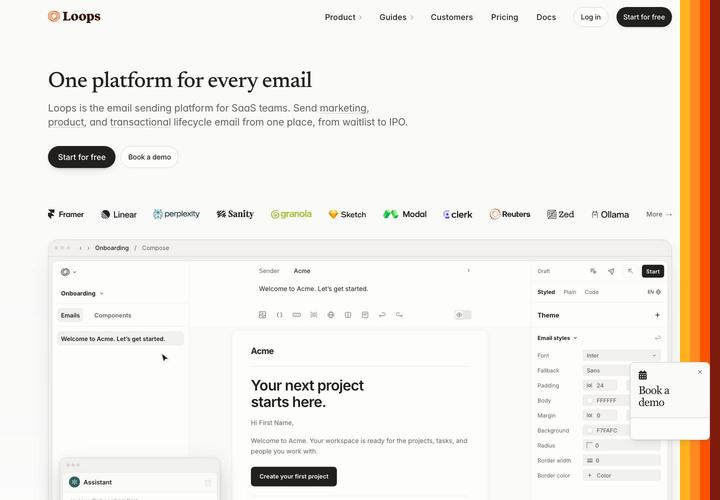 Loops
Product
Guides
Customers
Pricing
Docs
Log in
Start for free
One platform for every email
Loops is the email sending platform for SaaS teams. Send marketing,
product, and transactional lifecycle email from one place, from waitlist to IPO.
Start for free
Book a demo
Framer
Linear
perplexity
Sanity
granola
Sketch
Modal
clerk
Reuters
Zed
Ollama
More →
Onboarding / Compose
Onboarding
Emails
Components
Welcome to Acme. Let's get started.
Sender
Acme
Welcome to Acme. Let's get started.
Acme
Your next project
starts here.
Hi First Name,
Welcome to Acme. Your workspace is ready for the projects, tasks, and
people you work with.
Create your first project
Draft
Start
Styled
Plain
Code
EN
Theme
Email styles
Font
Inter
Fallback
Sans
Padding
24
Body
FFFFFF
Margin
0
Background
F7FAFC
Radius
0
Border width
0
Border color
+ Color
Book a
demo
Assistant